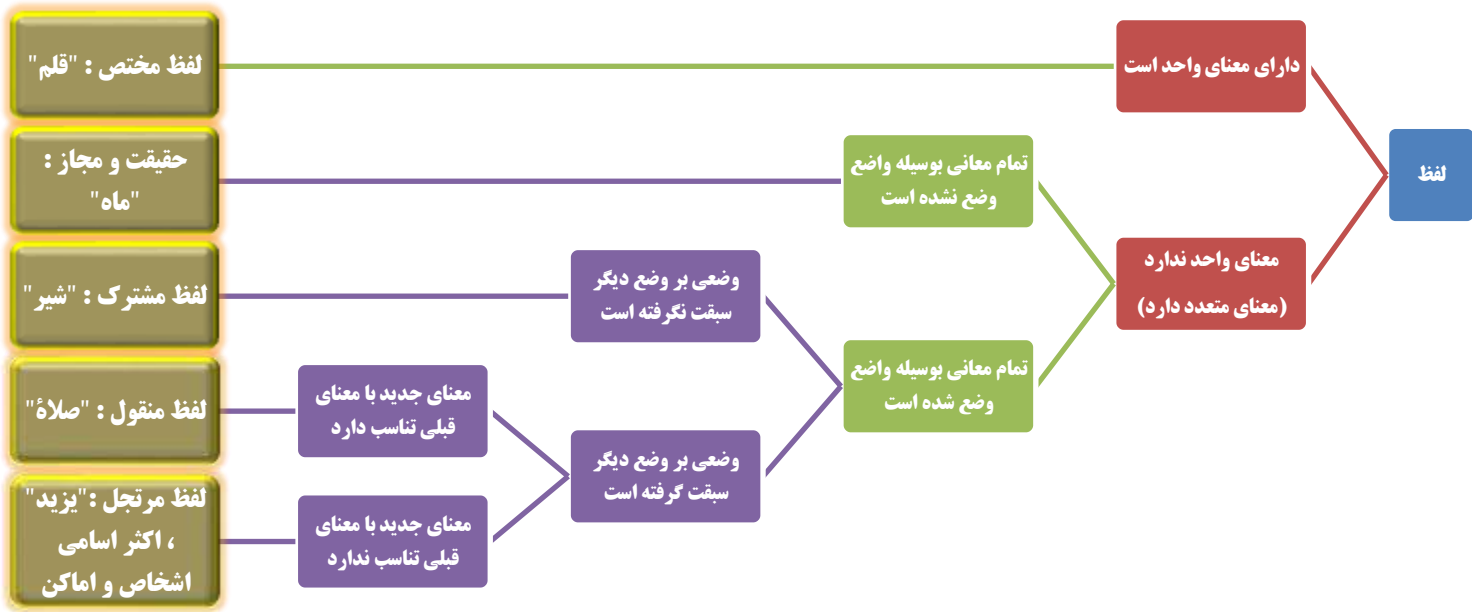 لفظ
دارای معنای واحد است
لفظ مختص : "قلم"
معنای واحد ندارد
(معنای متعدد دارد)
تمام معانی بوسیله واضع
وضع نشده است
حقیقت و مجاز :
"ماه"
تمام معانی بوسیله واضع
وضع شده است
وضعی بر وضع دیگر
سبقت نگرفته است
لفظ مشترک : "شیر"
وضعی بر وضع دیگر
سبقت گرفته است
معنای جدید با معنای
قبلی تناسب دارد
لفظ منقول : "صلاۀ"
معنای جدید با معنای
قبلی تناسب ندارد
لفظ مرتجل :"یزید"
، اکثر اسامی
اشخاص و اماکن